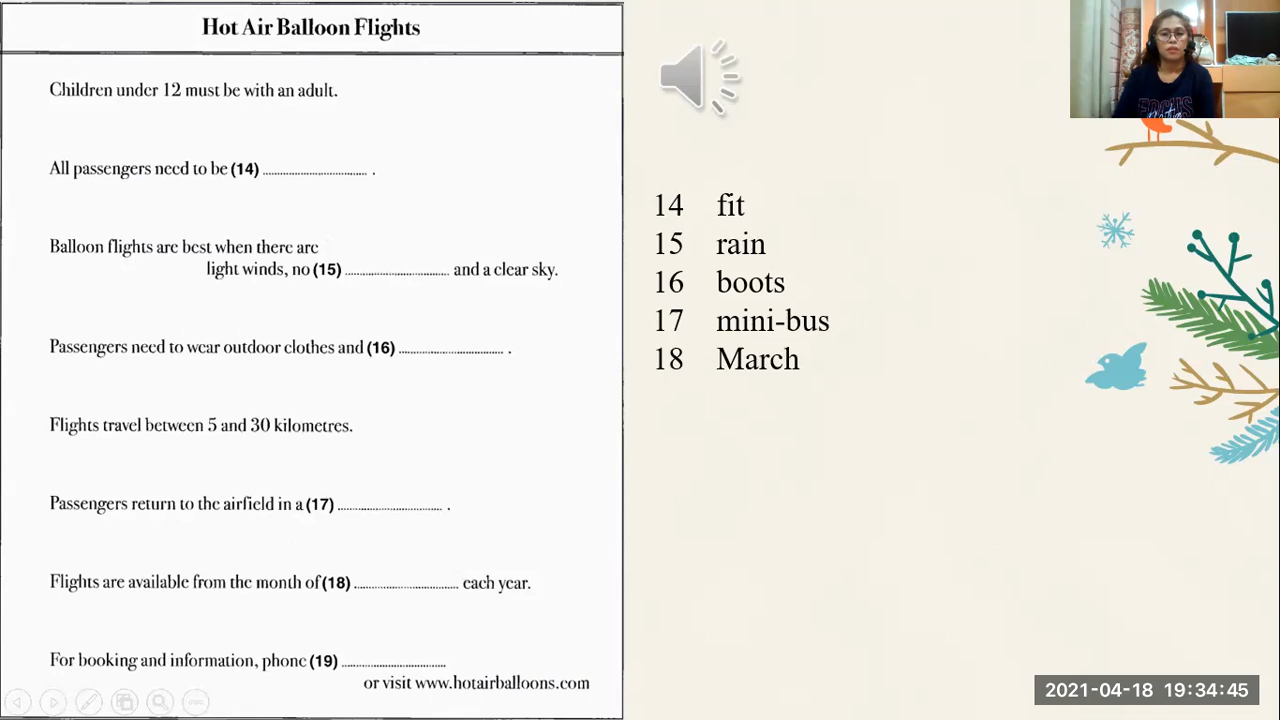 Hot Air Balloon Flights
Children under 12 must be with an adult.
All passengers need to be (14) .............................. .
Balloon flights are best when there are
light winds, no (15) .............................. and a clear sky.
Passengers need to wear outdoor clothes and (16) .............................. .
Flights travel between 5 and 30 kilometres.
Passengers return to the airfield in a (17) .............................. .
Flights are available from the month of (18) .............................. each year.
For booking and information, phone (19) ..............................
or visit www.hotairballoons.com
14 fit
15 rain
16 boots
17 mini-bus
18 March
FOCUS
2021-04-18 19:34:45